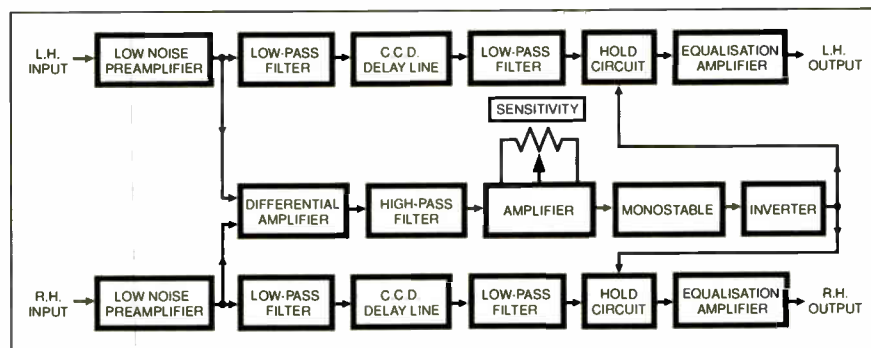 L.H.
INPUT
LOW NOISE
PREAMPLIFIER
LOW-PASS
FILTER
C.C.D.
DELAY LINE
LOW-PASS
FILTER
HOLD
CIRCUIT
EQUALISATION
AMPLIFIER
L.H.
OUTPUT
SENSITIVITY
DIFFERENTIAL
AMPLIFIER
HIGH-PASS
FILTER
AMPLIFIER
MONOSTABLE
INVERTER
R.H.
INPUT
LOW NOISE
PREAMPLIFIER
LOW-PASS
FILTER
C.C.D.
DELAY LINE
LOW-PASS
FILTER
HOLD
CIRCUIT
EQUALISATION
AMPLIFIER
R.H.
OUTPUT